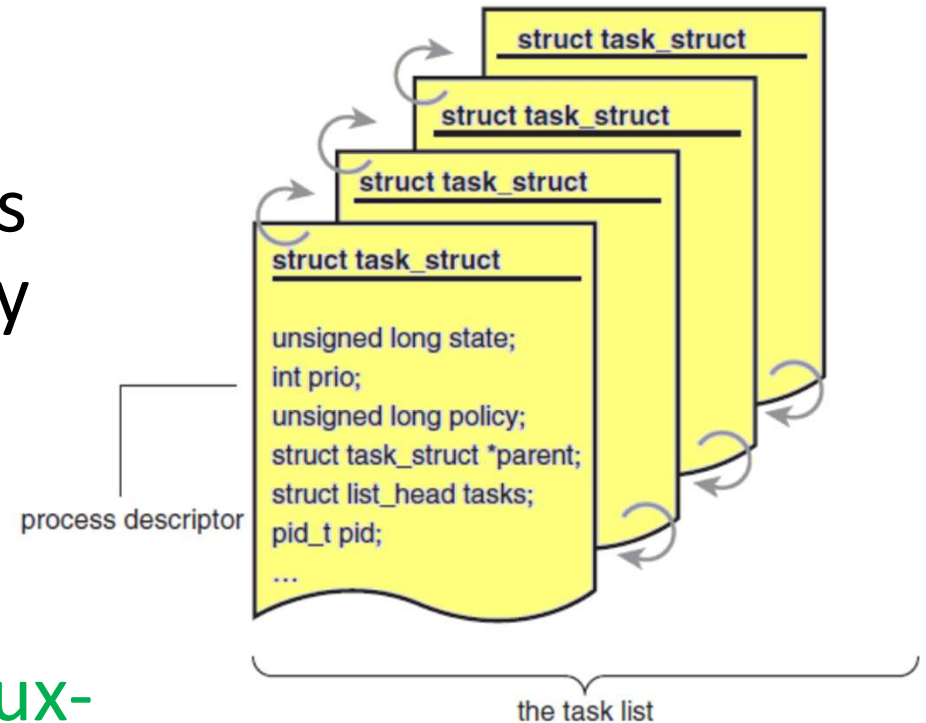 struct task_struct
struct task_struct
struct task_struct
struct task_struct
unsigned long state;
int prio;
unsigned long policy;
struct task_struct *parent;
struct list_head tasks;
pid_t pid;
...
process descriptor
the task list
s
y
ux-